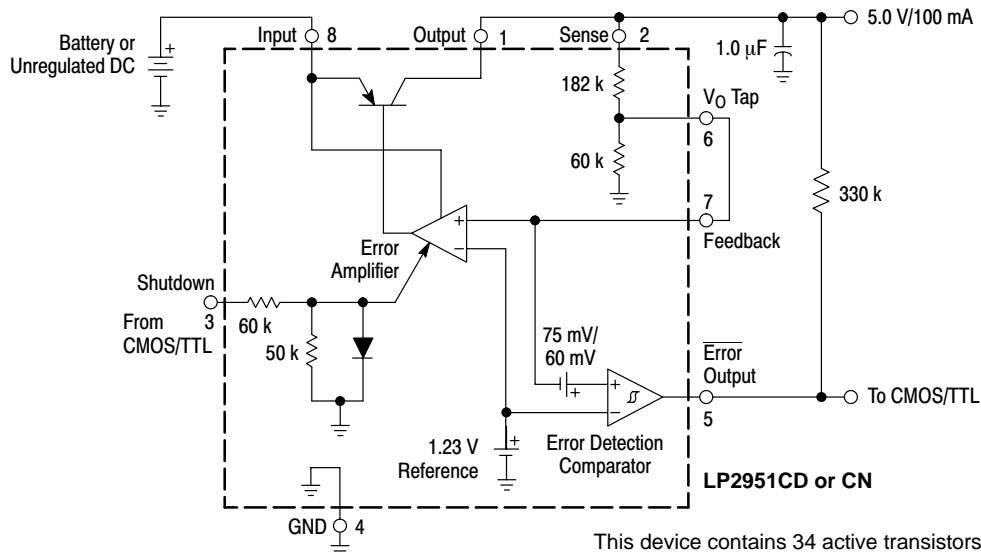 Battery or
Unregulated DC
+
Input 8
Output 1
Sense 2
5.0 V/100 mA
1.0 μF
182 k
VO Tap
6
60 k
7
Feedback
330 k
+
−
Error
Amplifier
Shutdown
3
From
CMOS/TTL
60 k
50 k
75 mV/
60 mV
+
+
−
Error
Output
5
To CMOS/TTL
1.23 V
Reference
+
Error Detection
Comparator
LP2951CD or CN
GND 4
This device contains 34 active transistors